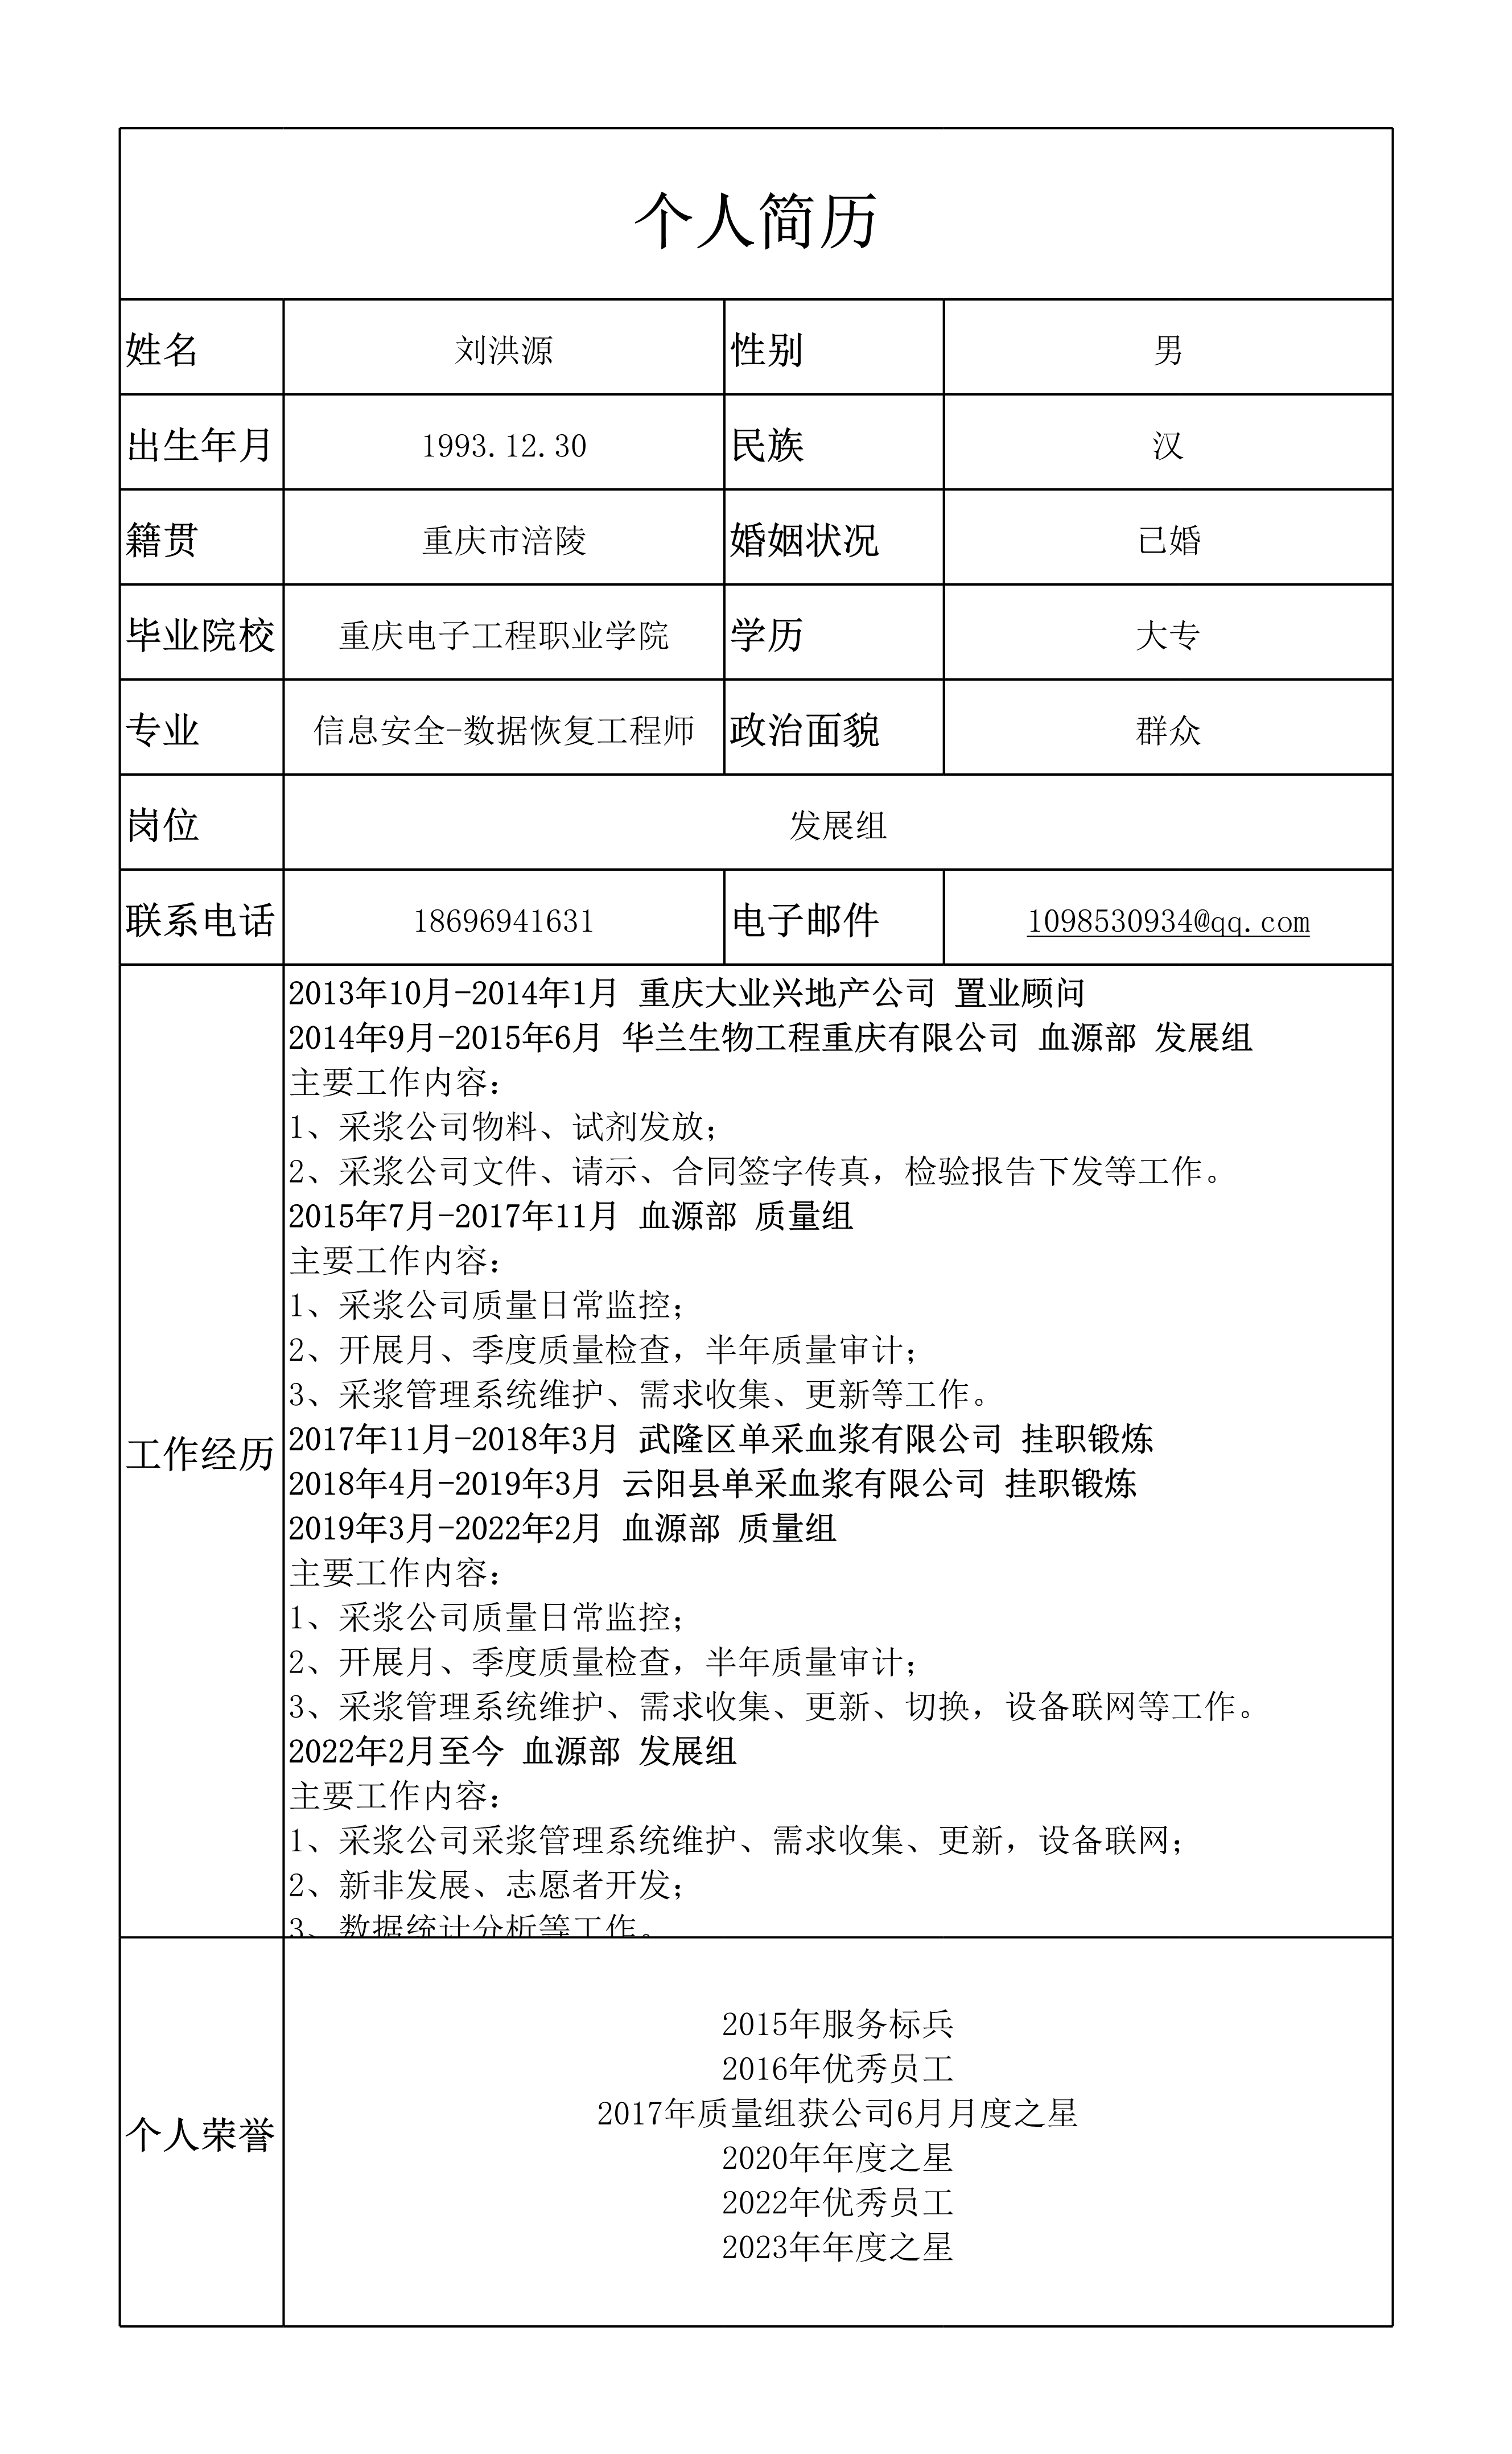 个人简历
姓名 刘洪源 性别 男
出生年月 1993.12.30 民族 汉
籍贯 重庆市涪陵 婚姻状况 已婚
毕业院校 重庆电子工程职业学院 学历 大专
专业 信息安全-数据恢复工程师 政治面貌 群众
岗位 发展组
联系电话 18696941631 电子邮件 1098530934@qq.com
工作经历
2013年10月-2014年1月 重庆大业兴地产公司 置业顾问
2014年9月-2015年6月 华兰生物工程重庆有限公司 血源部 发展组
主要工作内容：
1、采浆公司物料、试剂发放；
2、采浆公司文件、请示、合同签字传真，检验报告下发等工作。
2015年7月-2017年11月 血源部 质量组
主要工作内容：
1、采浆公司质量日常监控；
2、开展月、季度质量检查，半年质量审计；
3、采浆管理系统维护、需求收集、更新等工作。
2017年11月-2018年3月 武隆区单采血浆有限公司 挂职锻炼
2018年4月-2019年3月 云阳县单采血浆有限公司 挂职锻炼
2019年3月-2022年2月 血源部 质量组
主要工作内容：
1、采浆公司质量日常监控；
2、开展月、季度质量检查，半年质量审计；
3、采浆管理系统维护、需求收集、更新、切换，设备联网等工作。
2022年2月至今 血源部 发展组
主要工作内容：
1、采浆公司采浆管理系统维护、需求收集、更新，设备联网；
2、新非发展、志愿者开发；
3、数据统计分析等工作。
个人荣誉
2015年服务标兵
2016年优秀员工
2017年质量组获公司6月月度之星
2020年年度之星
2022年优秀员工
2023年年度之星